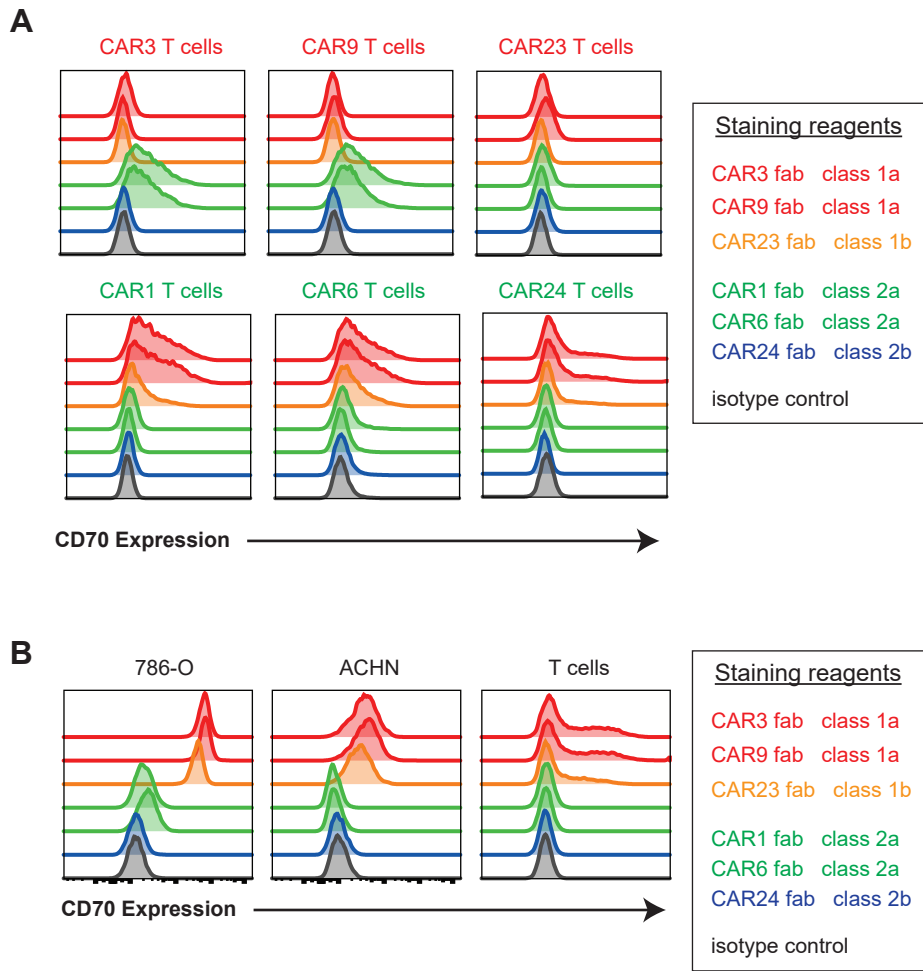 A
CAR3 T cells
CAR9 T cells
CAR23 T cells
Staining reagents
CAR3 fab class 1a
CAR9 fab class 1a
CAR23 fab class 1b
CAR1 fab class 2a
CAR6 fab class 2a
CAR24 fab class 2b
isotype control
CAR1 T cells
CAR6 T cells
CAR24 T cells
CD70 Expression
B
786-O
ACHN
T cells
Staining reagents
CAR3 fab class 1a
CAR9 fab class 1a
CAR23 fab class 1b
CAR1 fab class 2a
CAR6 fab class 2a
CAR24 fab class 2b
isotype control
CD70 Expression